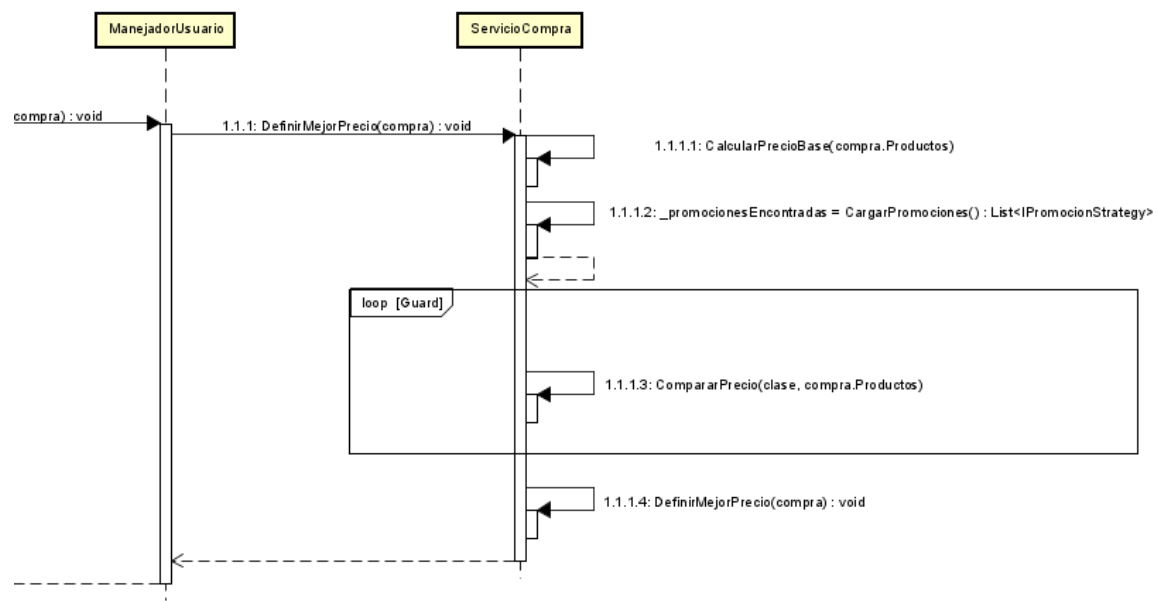 ManejadorUsuario
ServicioCompra
compra) : void
1.1.1: DefinirMejorPrecio(compra) : void
1.1.1.1: CalcularPrecioBase(compra.Productos)
1.1.1.2: _promocionesEncontradas = CargarPromociones() : List<IPromocionStrategy>
loop [Guard]
1.1.1.3: CompararPrecio(clase, compra.Productos)
1.1.1.4: DefinirMejorPrecio(compra) : void